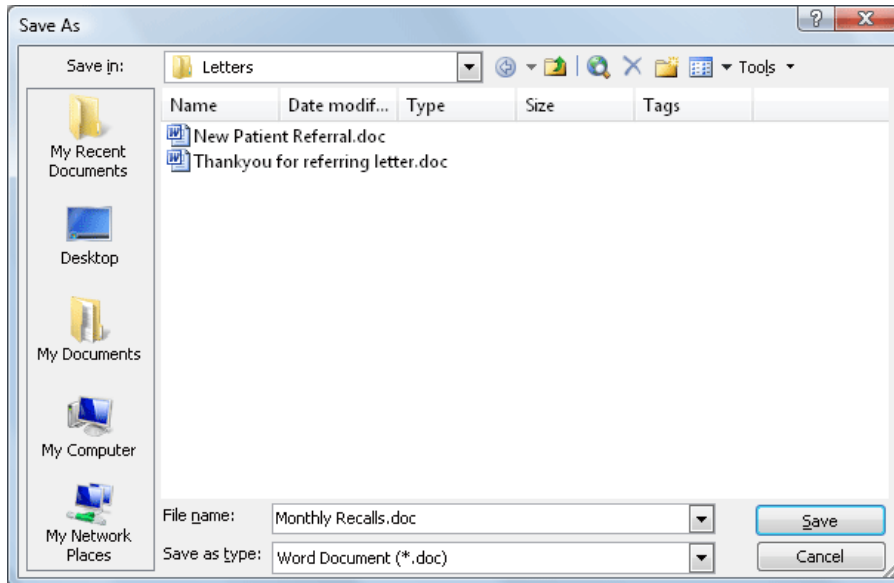 Save As
?
X
Save in:
Letters
Tools
Name Date modif... Type Size Tags
New Patient Referral.doc
Thankyou for referring letter.doc
My Recent
Documents
Desktop
My Documents
My Computer
My Network
Places
File name:
Monthly Recalls.doc
Save
Save as type:
Word Document (*.doc)
Cancel